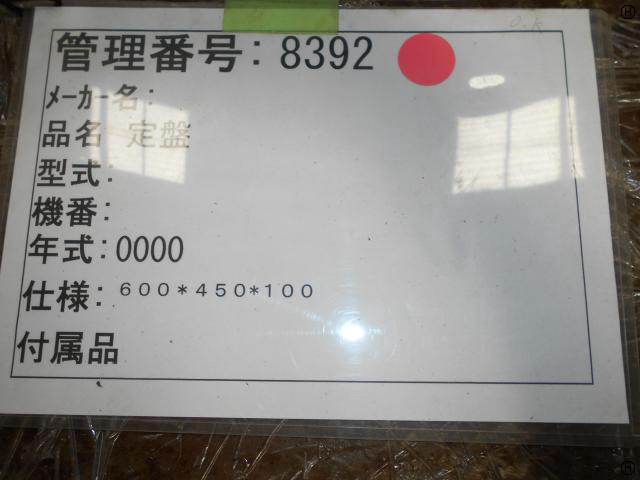 O.K
管理番号: 8392
メーカー名:
品名 定盤
型式:
機番:
年式:0000
仕様: 600*450*100
付属品